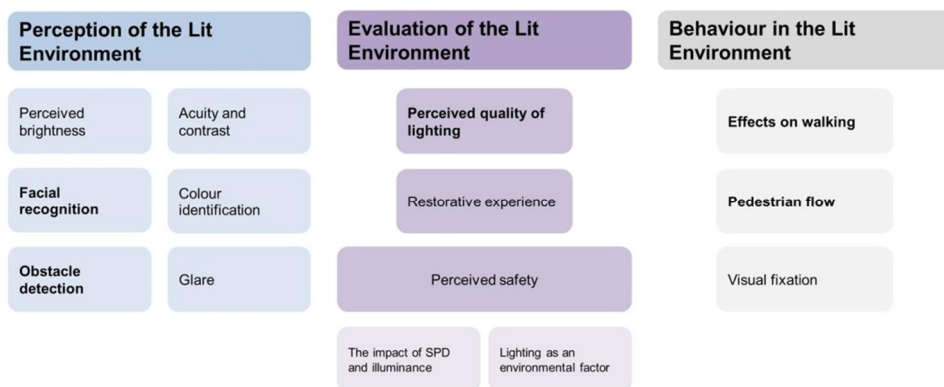 Perception of the Lit
Environment
Perceived
brightness
Acuity and
contrast
Facial
recognition
Colour
identification
Obstacle
detection
Glare
Evaluation of the Lit
Environment
Perceived quality of
lighting
Restorative experience
Perceived safety
The impact of SPD
and illuminance
Lighting as an
environmental factor
Behaviour in the Lit
Environment
Effects on walking
Pedestrian flow
Visual fixation